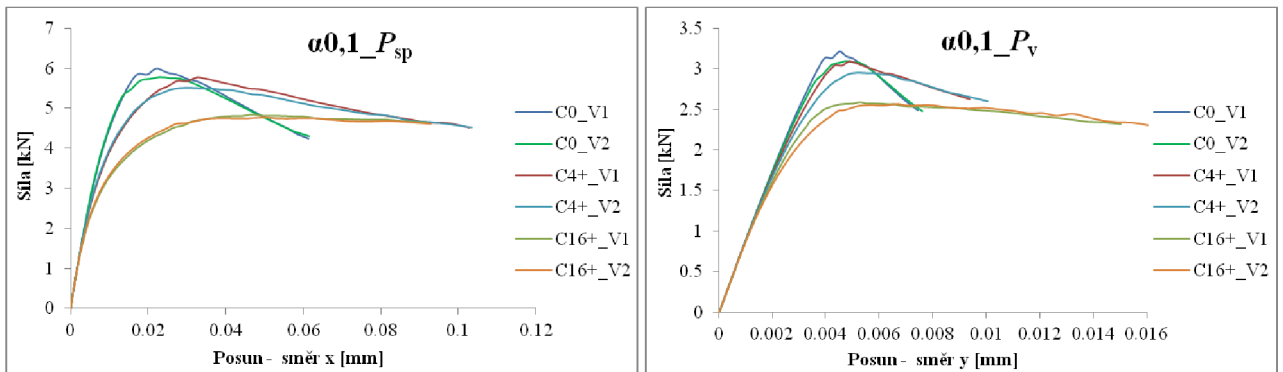 α0,1_Psp
7
6
5
4
3
2
1
0
Síla [kN]
0
0.02
0.04
0.06
0.08
0.1
0.12
Posun - směr x [mm]
C0_V1
C0_V2
C4+_V1
C4+_V2
C16+_V1
C16+_V2
α0,1_Pv
3.5
3
2.5
2
1.5
1
0.5
0
Síla [kN]
0
0.002
0.004
0.006
0.008
0.01
0.012
0.014
0.016
Posun - směr y [mm]
C0_V1
C0_V2
C4+_V1
C4+_V2
C16+_V1
C16+_V2